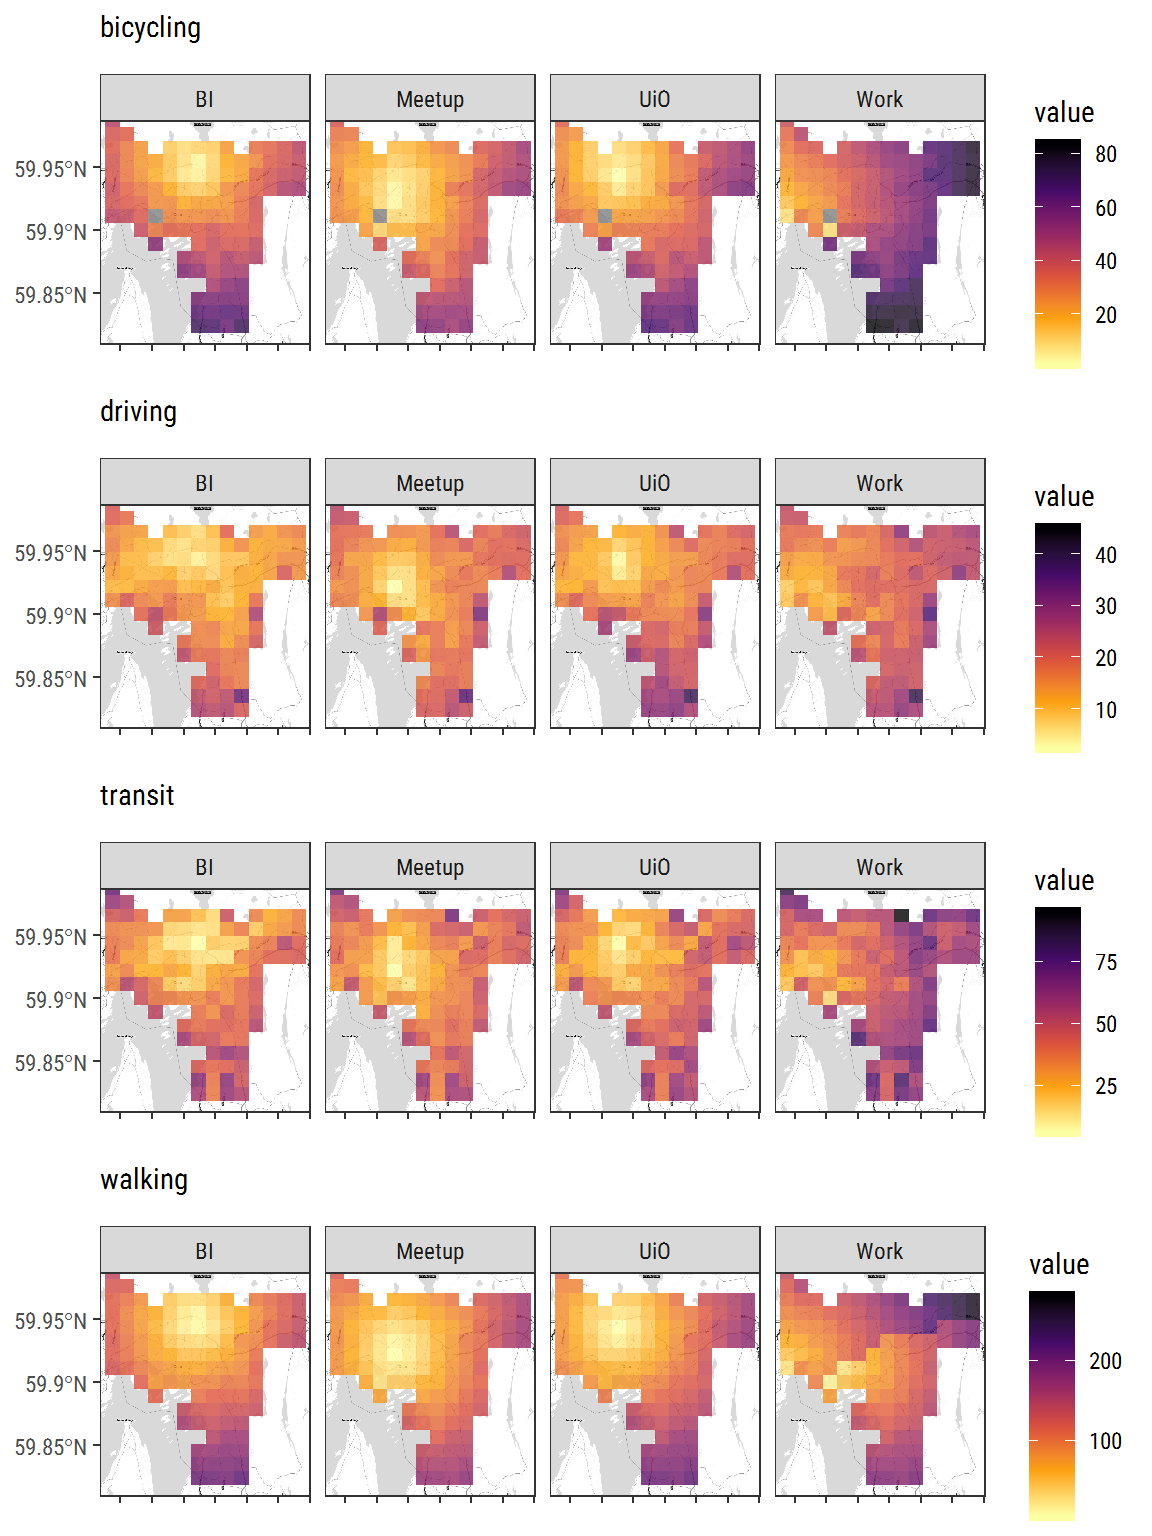 bicycling
BI Meetup UiO Work
59.95°N
59.9°N
59.85°N
value
80
60
40
20
driving
BI Meetup UiO Work
59.95°N
59.9°N
59.85°N
value
40
30
20
10
transit
BI Meetup UiO Work
59.95°N
59.9°N
59.85°N
value
75
50
25
walking
BI Meetup UiO Work
59.95°N
59.9°N
59.85°N
value
200
100